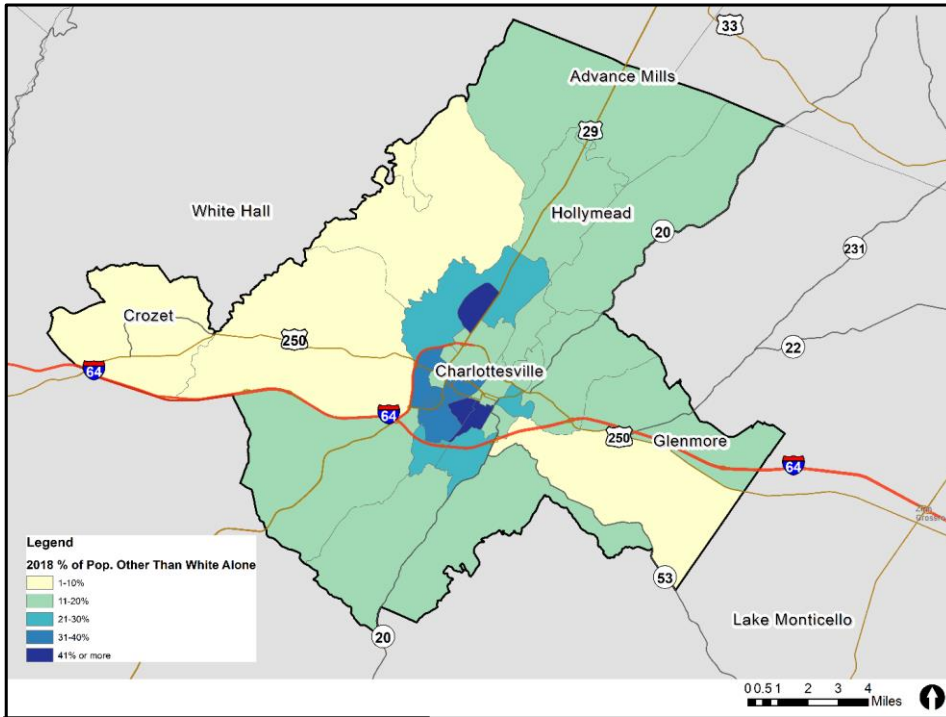 33
Advance Mills
29
White Hall
Hollymead
20
231
Crozet
250
22
64
Charlottesville
64
250
Glenmore
64
Legend
2018 % of Pop. Other Than White Alone
1-10%
11-20%
21-30%
31-40%
41% or more
53
Lake Monticello
20
0 0.5 1 2 3 4
Miles